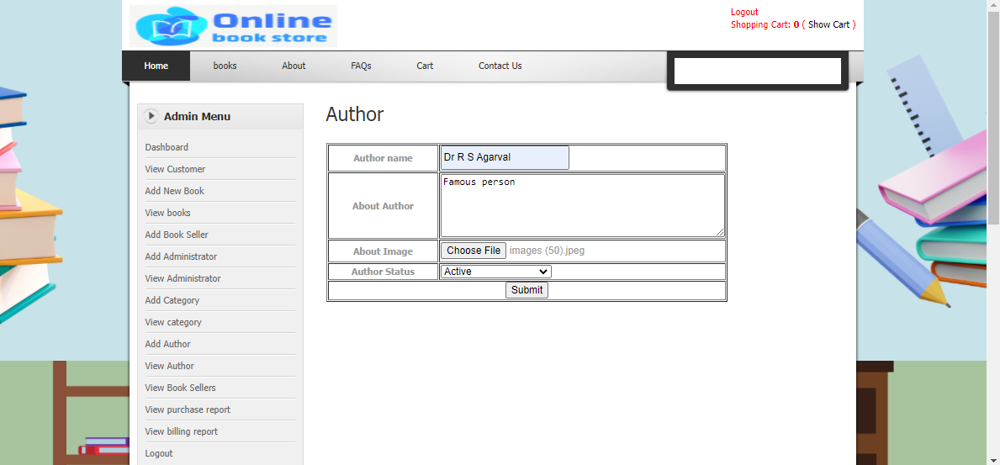 Online
book store
Logout
Shopping Cart: 0 ( Show Cart )
Home books About FAQs Cart Contact Us
Admin Menu
Dashboard
View Customer
Add New Book
View books
Add Book Seller
Add Administrator
View Administrator
Add Category
View category
Add Author
View Author
View Book Sellers
View purchase report
View billing report
Logout
Author
Author name Dr R S Agarval
About Author Famous person
About Image Choose File images (50).jpeg
Author Status Active
Submit